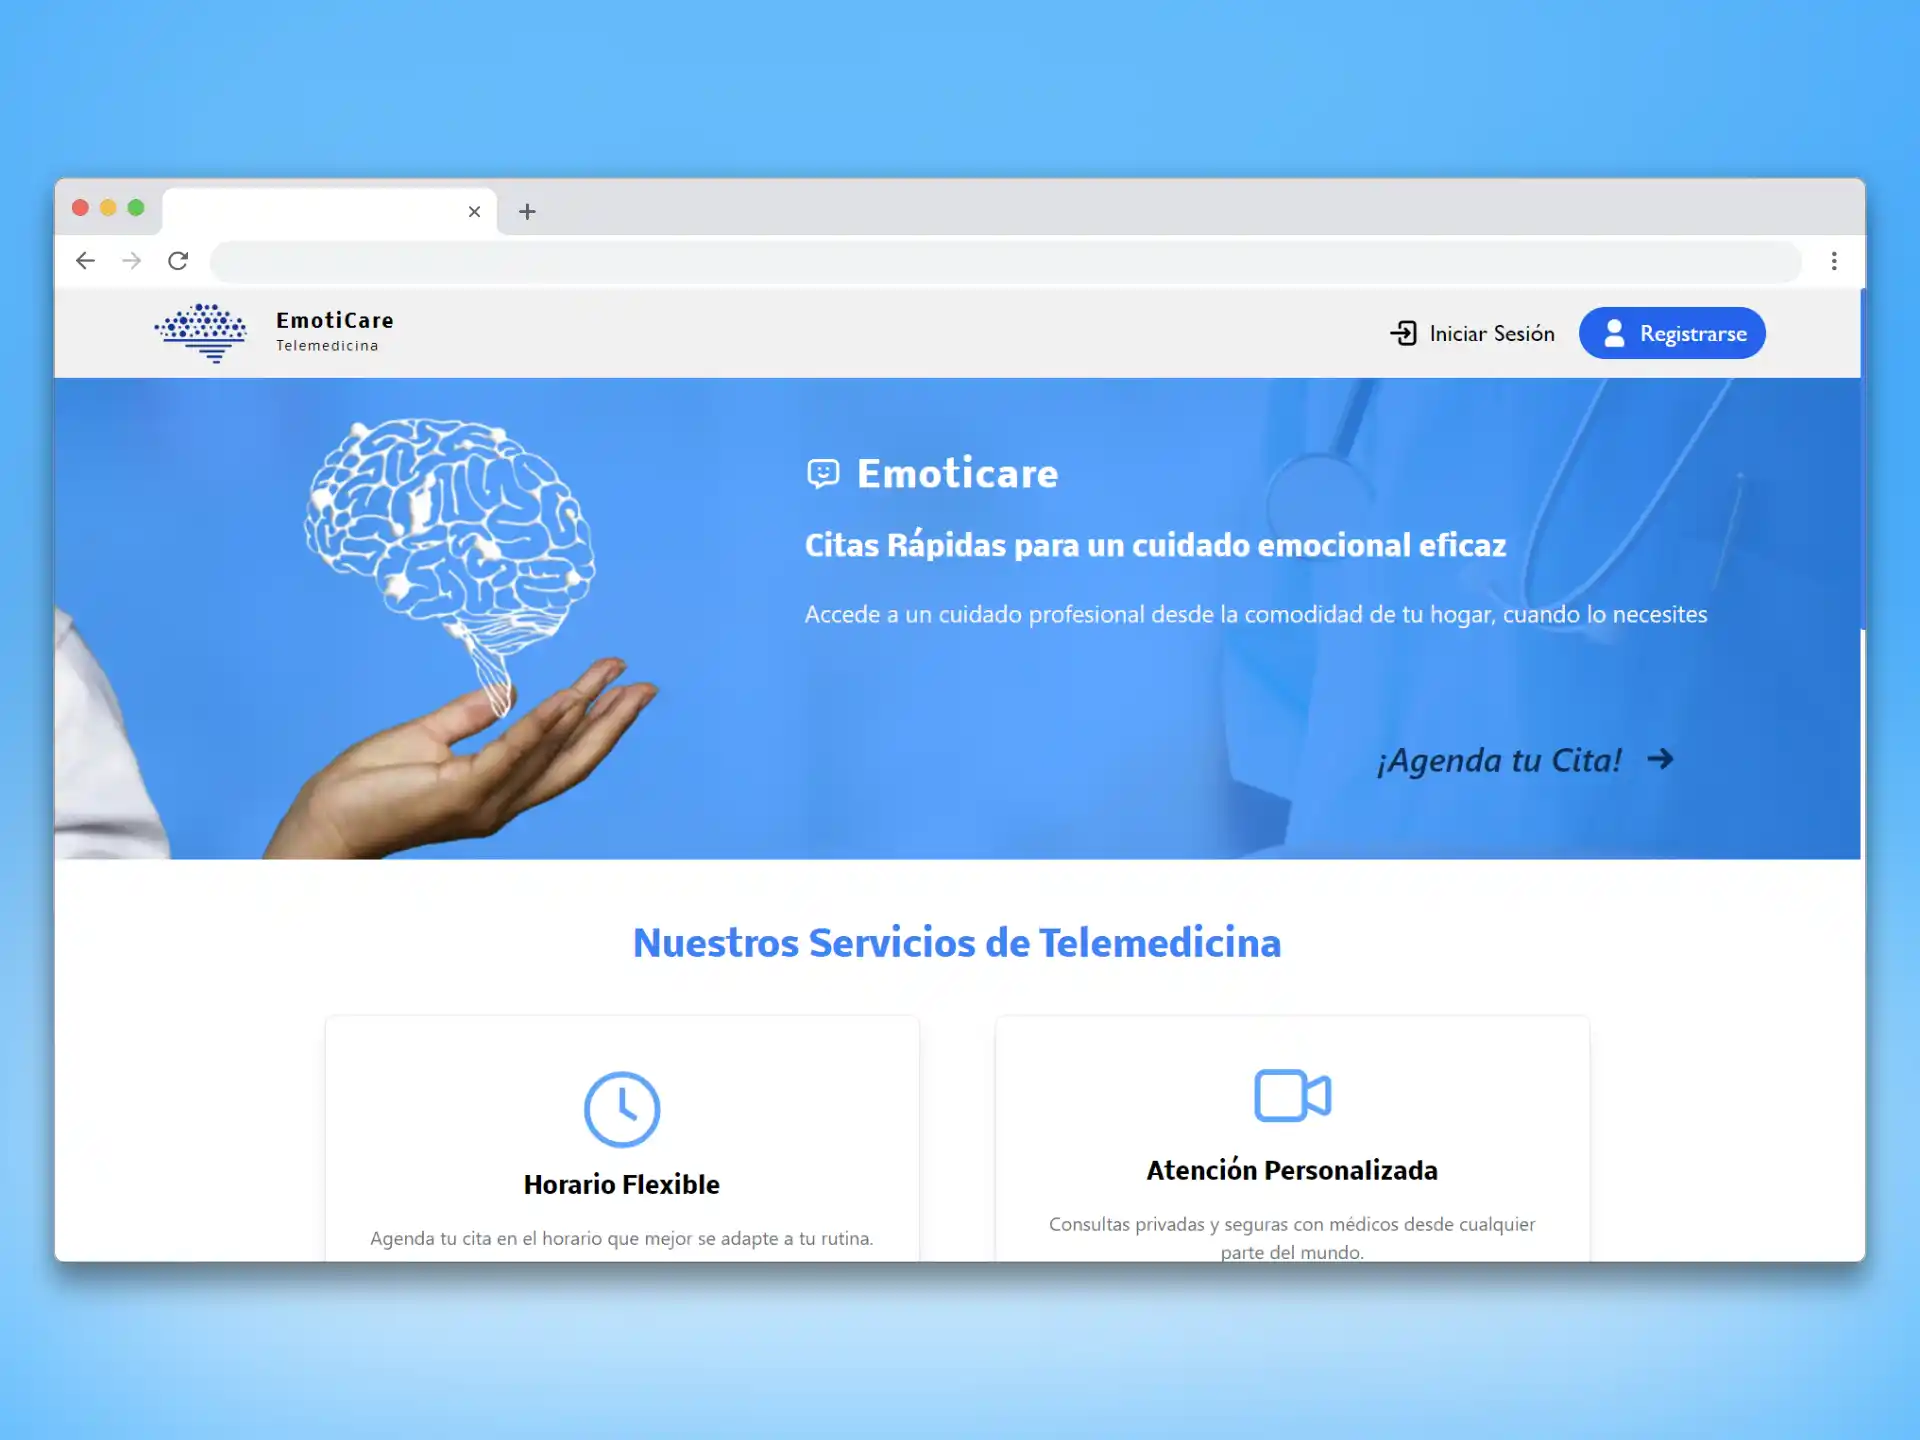 EmotiCare
Telemedicina
Iniciar Sesión
Registrarse
Emoticare
Citas Rápidas para un cuidado emocional eficaz
Accede a un cuidado profesional desde la comodidad de tu hogar, cuando lo necesites
¡Agenda tu Cita!
Nuestros Servicios de Telemedicina
Horario Flexible
Agenda tu cita en el horario que mejor se adapte a tu rutina.
Atención Personalizada
Consultas privadas y seguras con médicos desde cualquier
parte del mundo.